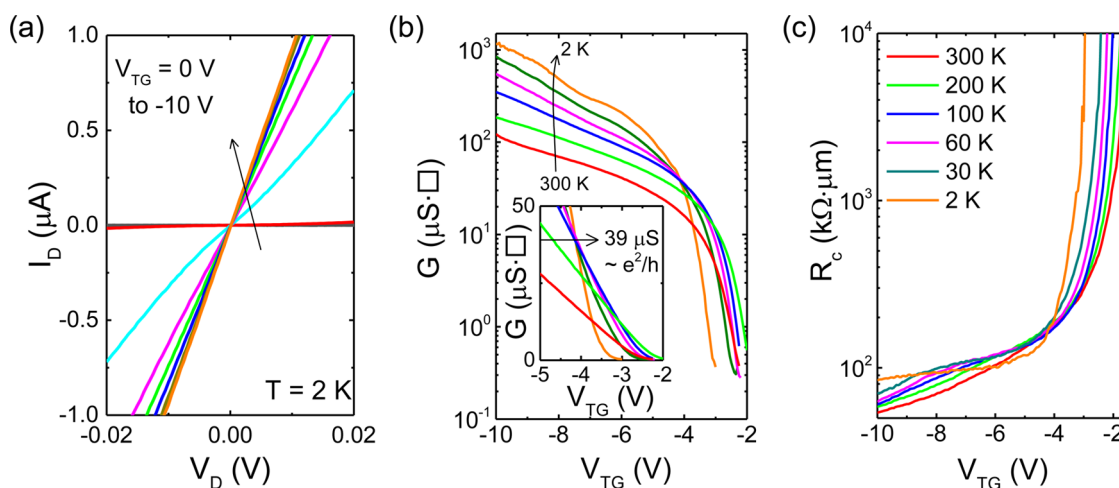 (a)
1.0
0.5
0.0
-0.5
-1.0
I_D (μA)
V_TG = 0 V
to -10 V
T = 2 K
-0.02
0.00
0.02
V_D (V)
(b)
10^3
10^2
10^1
10^0
10^-1
G (μS·□)
2 K
300 K
50
0
G (μS·□)
39 μS
~ e^2/h
-5
-4
-3
-2
V_TG (V)
-10
-8
-6
-4
-2
V_TG (V)
(c)
10^4
10^3
10^2
R_c (kΩ·μm)
300 K
200 K
100 K
60 K
30 K
2 K
-10
-8
-6
-4
-2
V_TG (V)